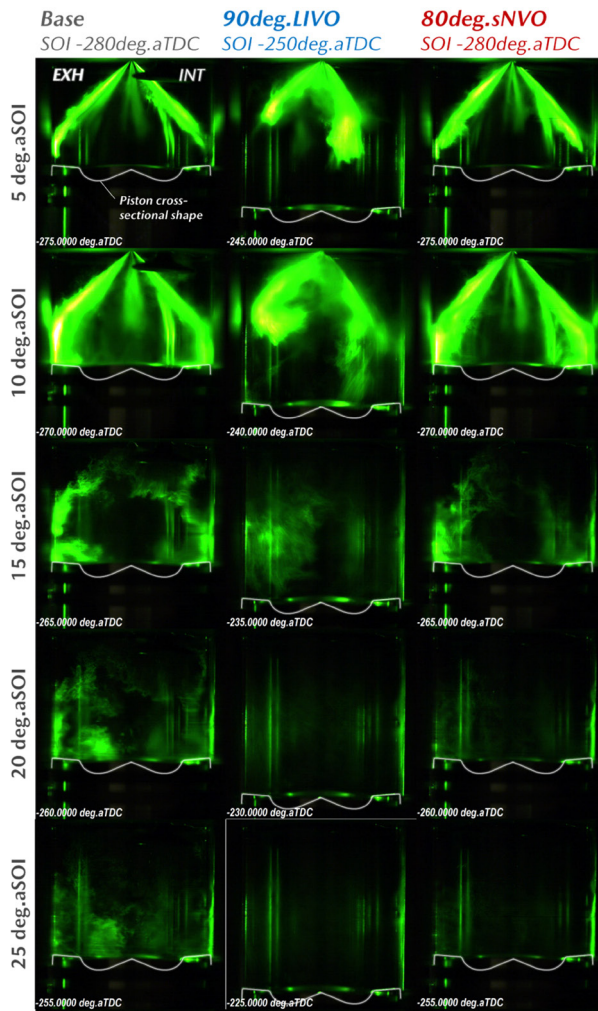 Base
SOI -280deg.aTDC
90deg.LIVO
SOI -250deg.aTDC
80deg.sNVO
SOI -280deg.aTDC
5 deg.aSOI
EXH
INT
Piston cross-
sectional shape
-275.0000 deg.aTDC
-245.0000 deg.aTDC
-275.0000 deg.aTDC
10 deg.aSOI
-270.0000 deg.aTDC
-240.0000 deg.aTDC
-270.0000 deg.aTDC
15 deg.aSOI
-265.0000 deg.aTDC
-235.0000 deg.aTDC
-265.0000 deg.aTDC
20 deg.aSOI
-260.0000 deg.aTDC
-230.0000 deg.aTDC
-260.0000 deg.aTDC
25 deg.aSOI
-255.0000 deg.aTDC
-225.0000 deg.aTDC
-255.0000 deg.aTDC